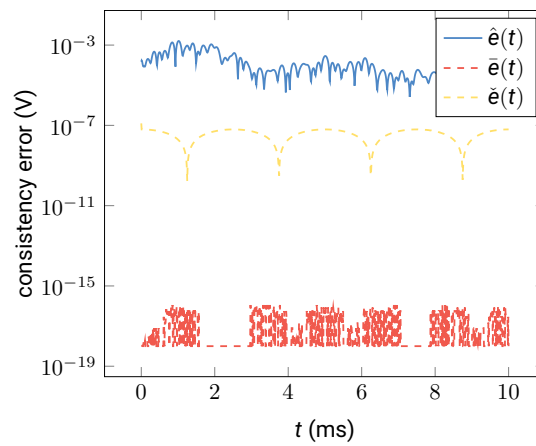 10⁻³
10⁻⁷
10⁻¹¹
10⁻¹⁵
10⁻¹⁹
consistency error (V)
ê(t)
ē(t)
ě(t)
0 2 4 6 8 10
t (ms)